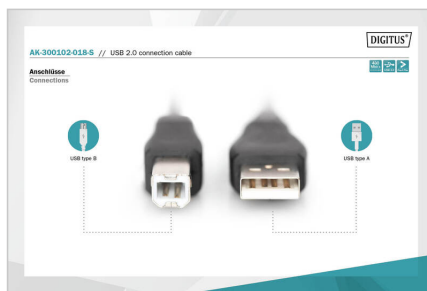 DIGITUS®
AK-300102-018-S // USB 2.0 connection cable
Anschlüsse
Connections
USB type B
USB type A